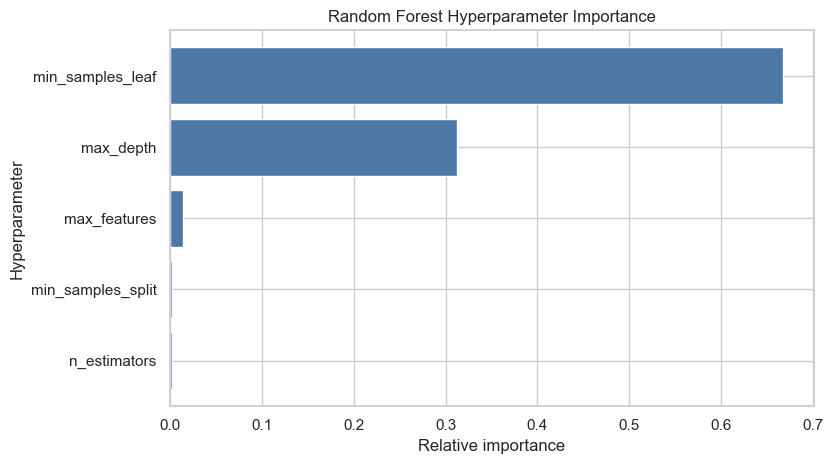 Random Forest Hyperparameter Importance
min_samples_leaf
max_depth
max_features
min_samples_split
n_estimators
Hyperparameter
0.0 0.1 0.2 0.3 0.4 0.5 0.6 0.7
Relative importance